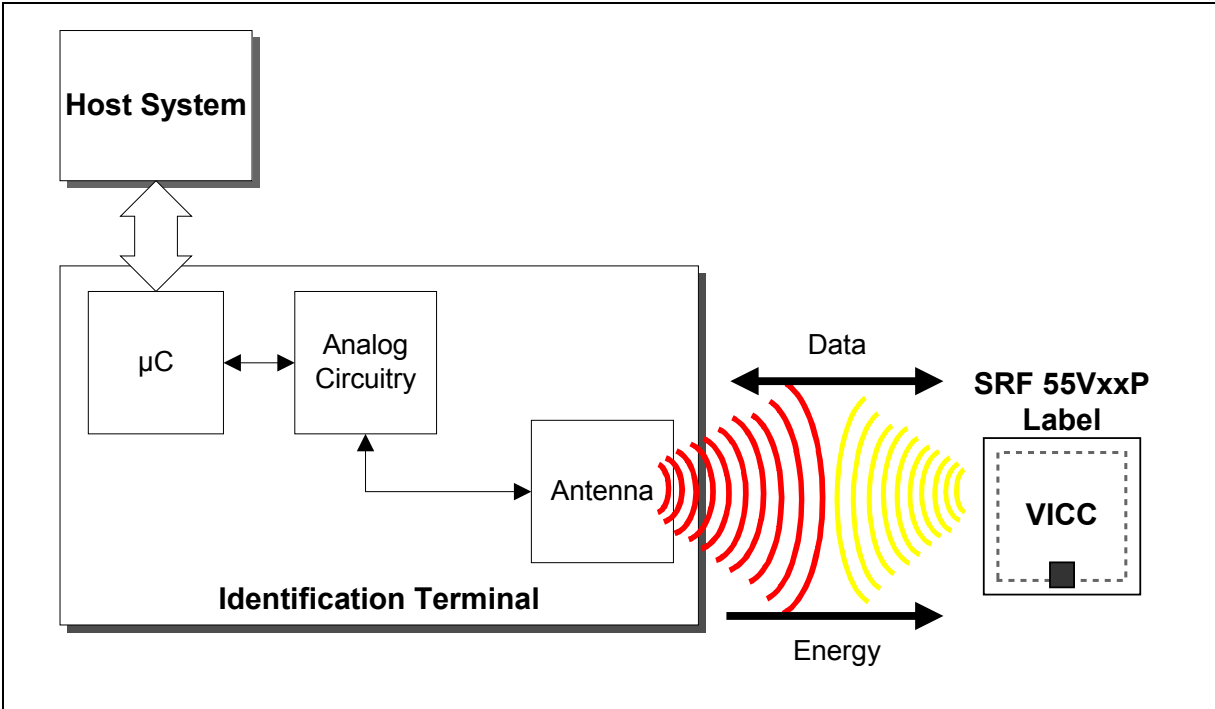 Host System
µC
Analog
Circuitry
Antenna
Identification Terminal
Data
Energy
SRF 55VxxP
Label
VICC